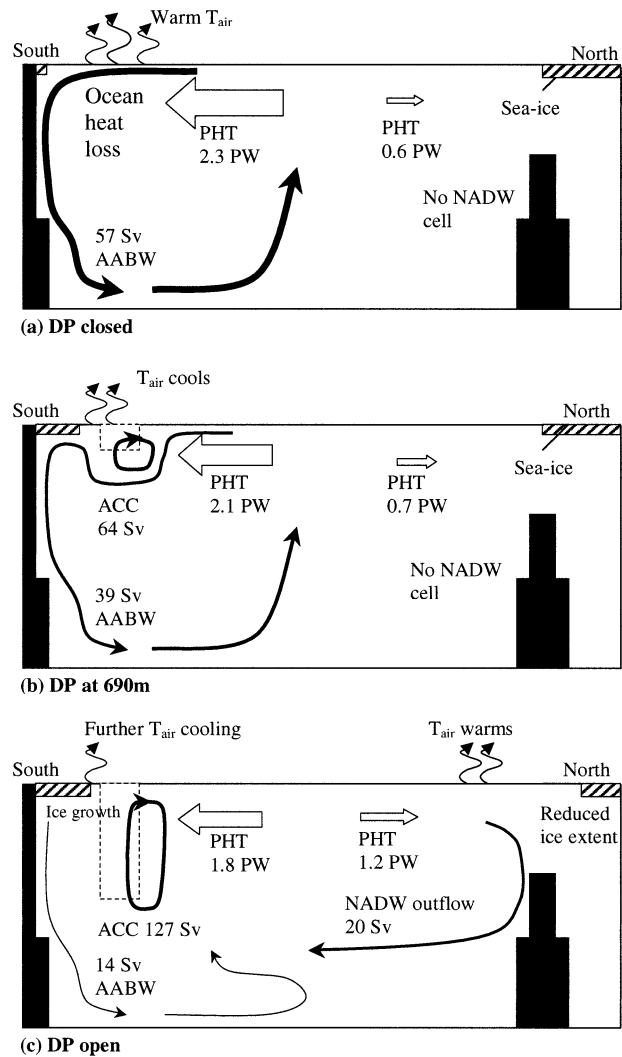 Warm Tair
South
North
Ocean
heat
loss
PHT
2.3 PW
PHT
0.6 PW
Sea-ice
No NADW
cell
57 Sv
AABW
(a) DP closed
Tair cools
South
North
PHT
2.1 PW
PHT
0.7 PW
Sea-ice
ACC
64 Sv
No NADW
cell
39 Sv
AABW
(b) DP at 690m
Further Tair cooling
Tair warms
South
North
Ice growth
Reduced
ice extent
PHT
1.8 PW
PHT
1.2 PW
NADW outflow
20 Sv
ACC 127 Sv
14 Sv
AABW
(c) DP open